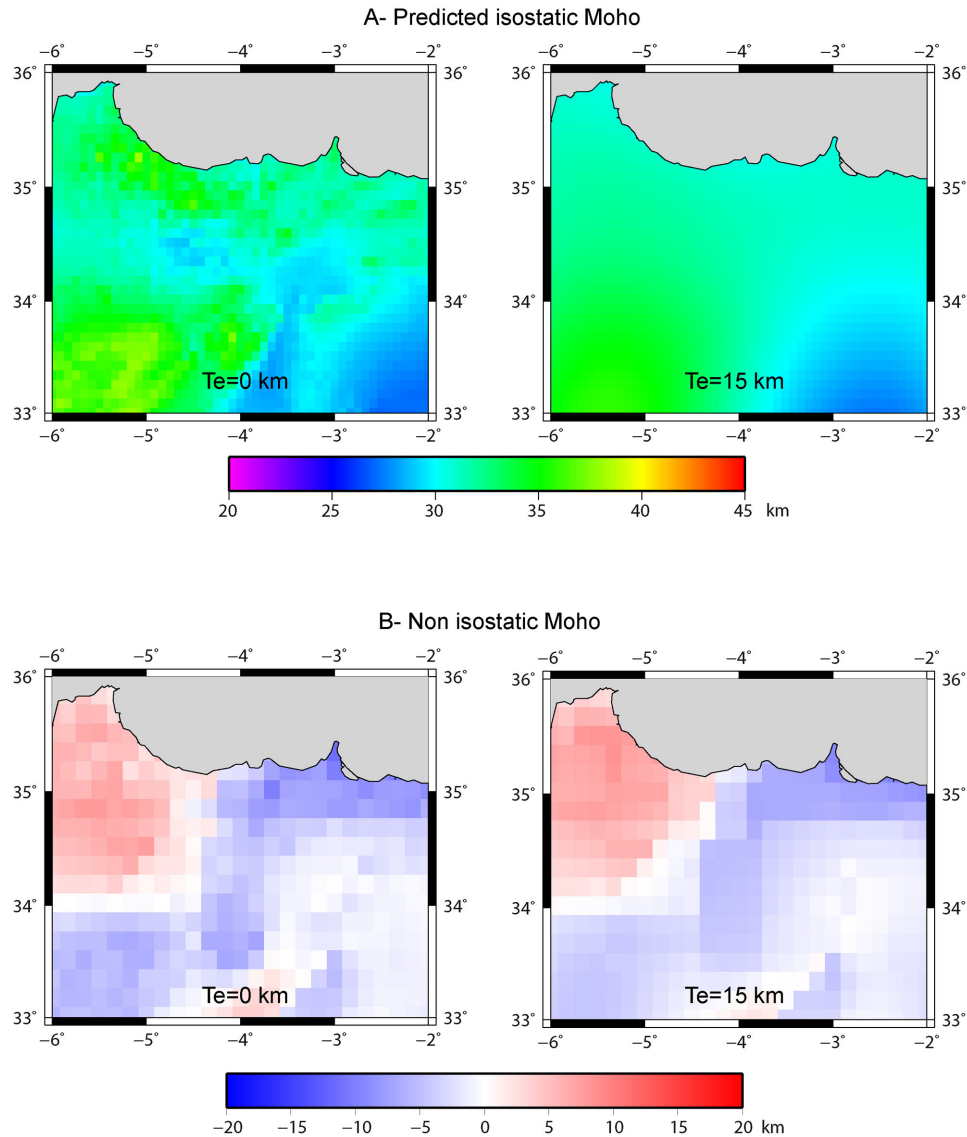 A- Predicted isostatic Moho
−6˚ −5˚ −4˚ −3˚ −2˚ −6˚ −5˚ −4˚ −3˚ −2˚
36˚ 36˚ 36˚ 36˚
35˚ 35˚ 35˚ 35˚
34˚ 34˚ 34˚ 34˚
Te=0 km Te=15 km
33˚ 33˚ 33˚ 33˚
−6˚ −5˚ −4˚ −3˚ −2˚ −6˚ −5˚ −4˚ −3˚ −2˚
20 25 30 35 40 45 km
B- Non isostatic Moho
−6˚ −5˚ −4˚ −3˚ −2˚ −6˚ −5˚ −4˚ −3˚ −2˚
36˚ 36˚ 36˚ 36˚
35˚ 35˚ 35˚ 35˚
34˚ 34˚ 34˚ 34˚
Te=0 km Te=15 km
33˚ 33˚ 33˚ 33˚
−6˚ −5˚ −4˚ −3˚ −2˚ −6˚ −5˚ −4˚ −3˚ −2˚
−20 −15 −10 −5 0 5 10 15 20 km